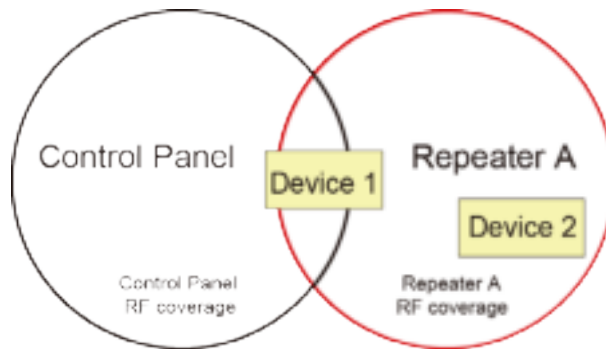 Control Panel
Device 1
Repeater A
Device 2
Control Panel
RF coverage
Repeater A
RF coverage